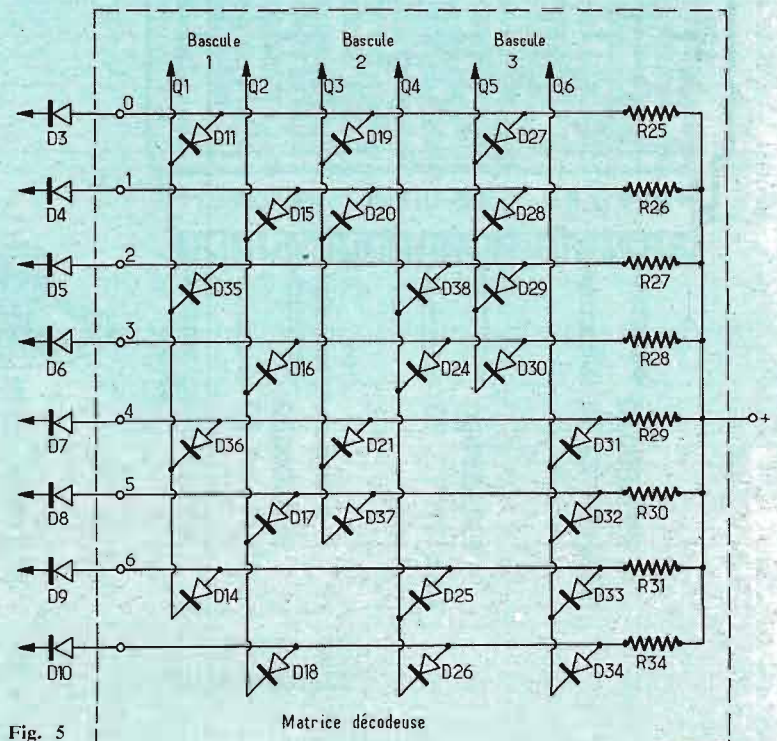 Bascule 1
Bascule 2
Bascule 3
Q1 Q2 Q3 Q4 Q5 Q6
D3 0 D11 D19 D27 R25
D4 1 D15 D20 D28 R26
D5 2 D35 D38 D29 R27
D6 3 D16 D24 D30 R28
D7 4 D36 D21 D31 R29 +
D8 5 D17 D37 D32 R30
D9 6 D14 D25 D33 R31
D10 D18 D26 D34 R34
Fig. 5
Matrice décodeuse